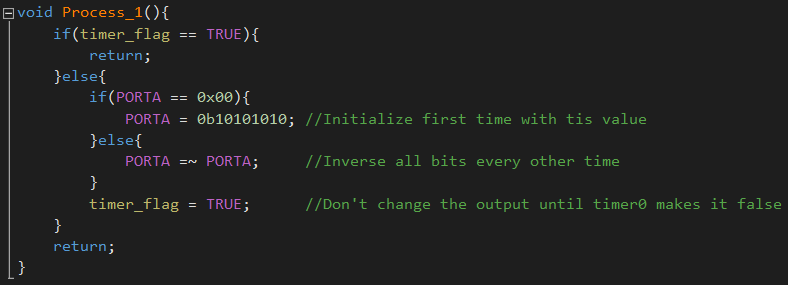 void Process_1(){
if(timer_flag == TRUE){
return;
}else{
if(PORTA == 0x00){
PORTA = 0b10101010; //Initialize first time with tis value
}else{
PORTA =~ PORTA; //Inverse all bits every other time
}
timer_flag = TRUE; //Don't change the output until timer0 makes it false
}
return;
}